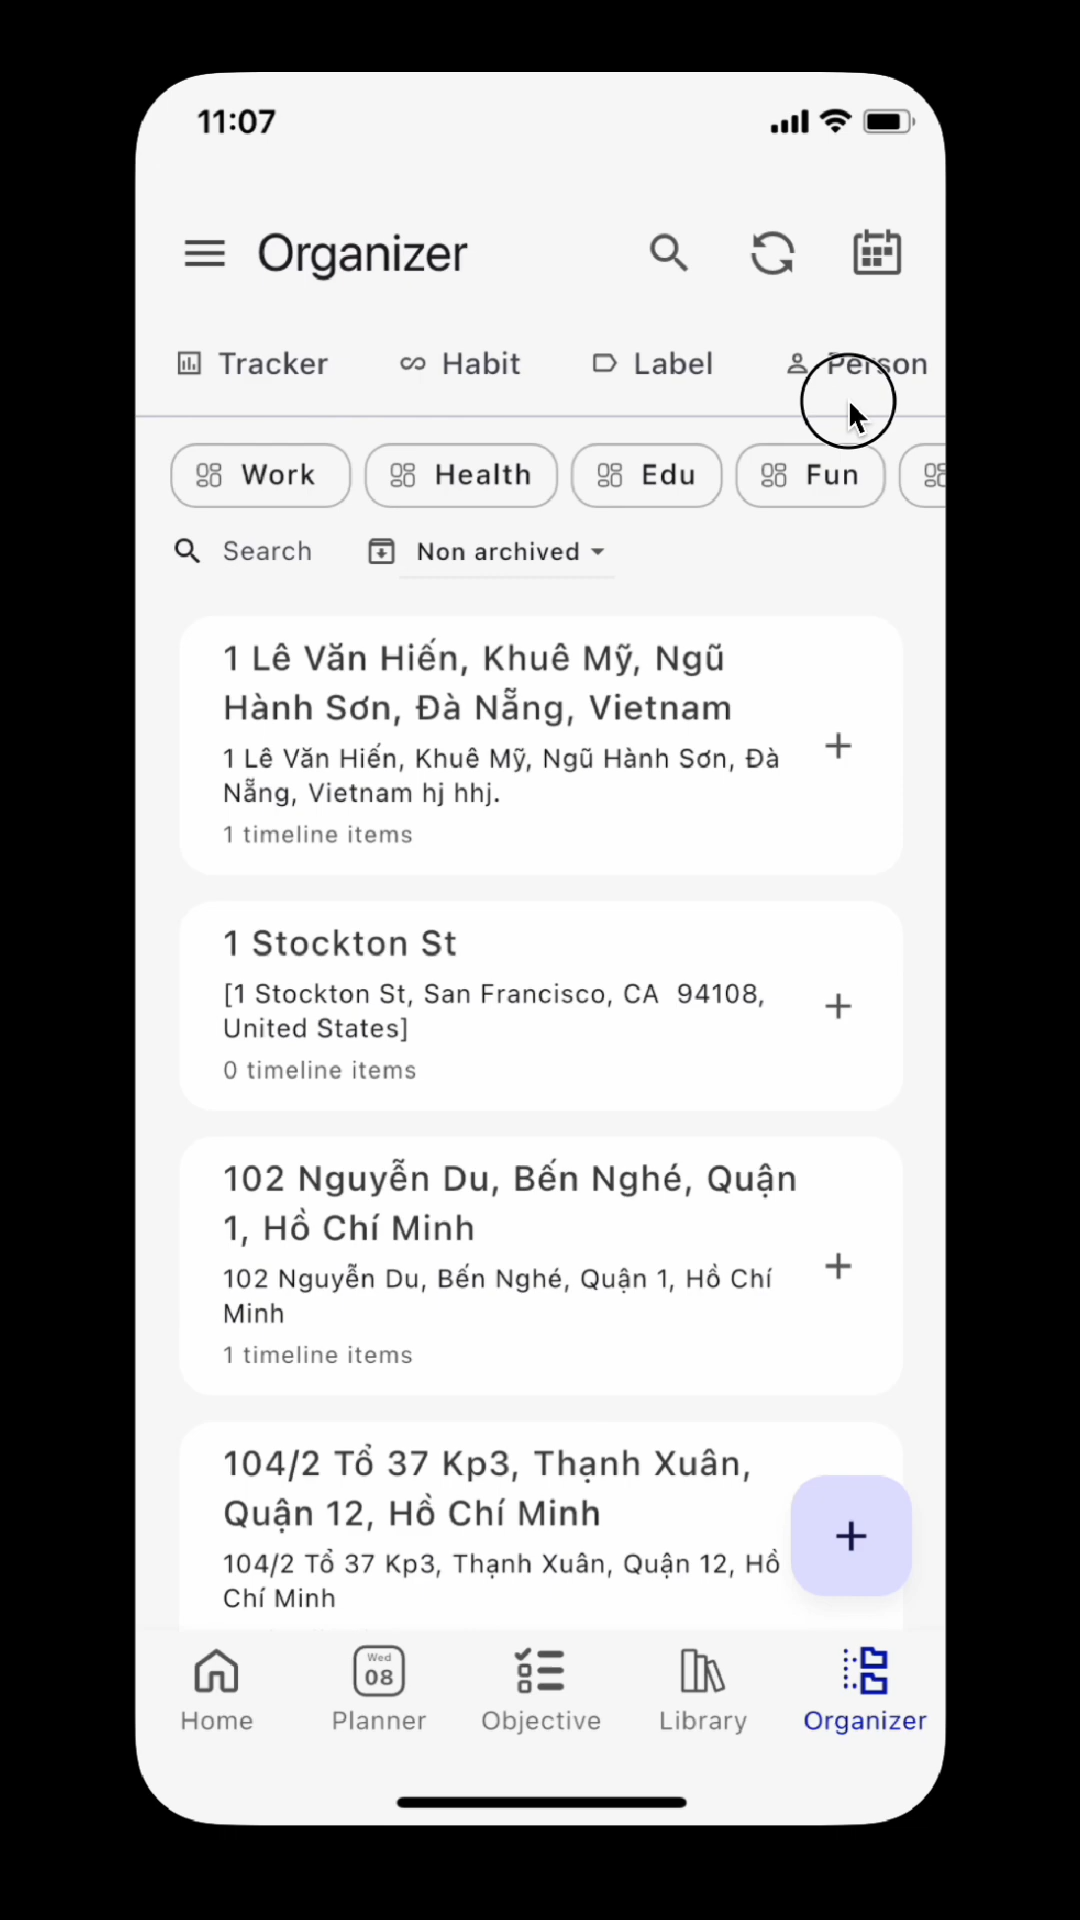 11:07
Organizer
Tracker Habit Label Person
Work Health Edu Fun
Search Non archived
1 Lê Văn Hiến, Khuê Mỹ, Ngũ
Hành Sơn, Đà Nẵng, Vietnam
1 Lê Văn Hiến, Khuê Mỹ, Ngũ Hành Sơn, Đà
Nẵng, Vietnam hj hhj.
1 timeline items
1 Stockton St
[1 Stockton St, San Francisco, CA  94108,
United States]
0 timeline items
102 Nguyễn Du, Bến Nghé, Quận
1, Hồ Chí Minh
102 Nguyễn Du, Bến Nghé, Quận 1, Hồ Chí
Minh
1 timeline items
104/2 Tổ 37 Kp3, Thạnh Xuân,
Quận 12, Hồ Chí Minh
104/2 Tổ 37 Kp3, Thạnh Xuân, Quận 12, Hồ
Chí Minh
Wed
08
Home Planner Objective Library Organizer